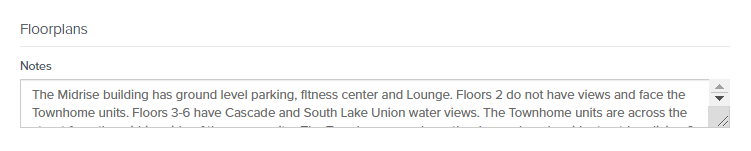 Floorplans
Notes
The Midrise building has ground level parking, fitness center and Lounge. Floors 2 do not have views and face the
Townhome units. Floors 3-6 have Cascade and South Lake Union water views. The Townhome units are across the